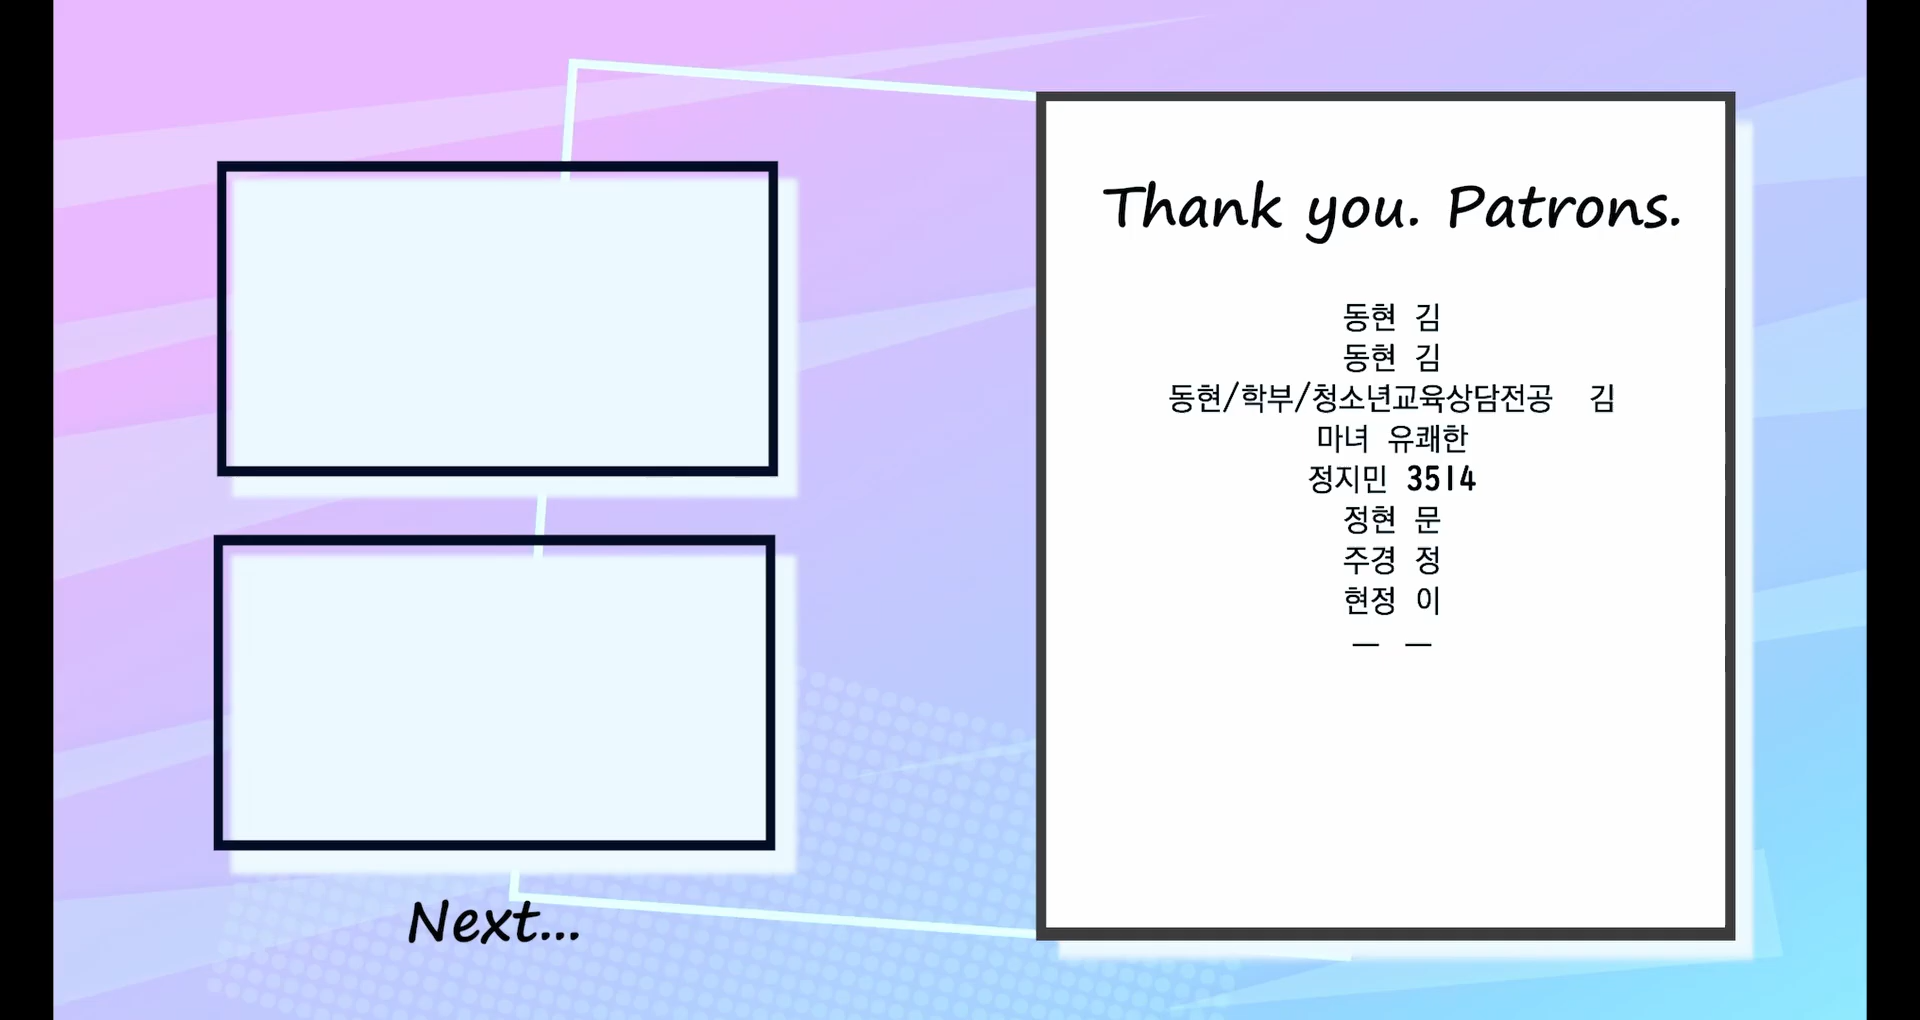 Thank you. Patrons.
동현 김
동현 김
동현/학부/청소년교육상담전공 김
마녀 유쾌한
정지민 3514
정현 문
주경 정
현정 이
ㅡ ㅡ
Next...